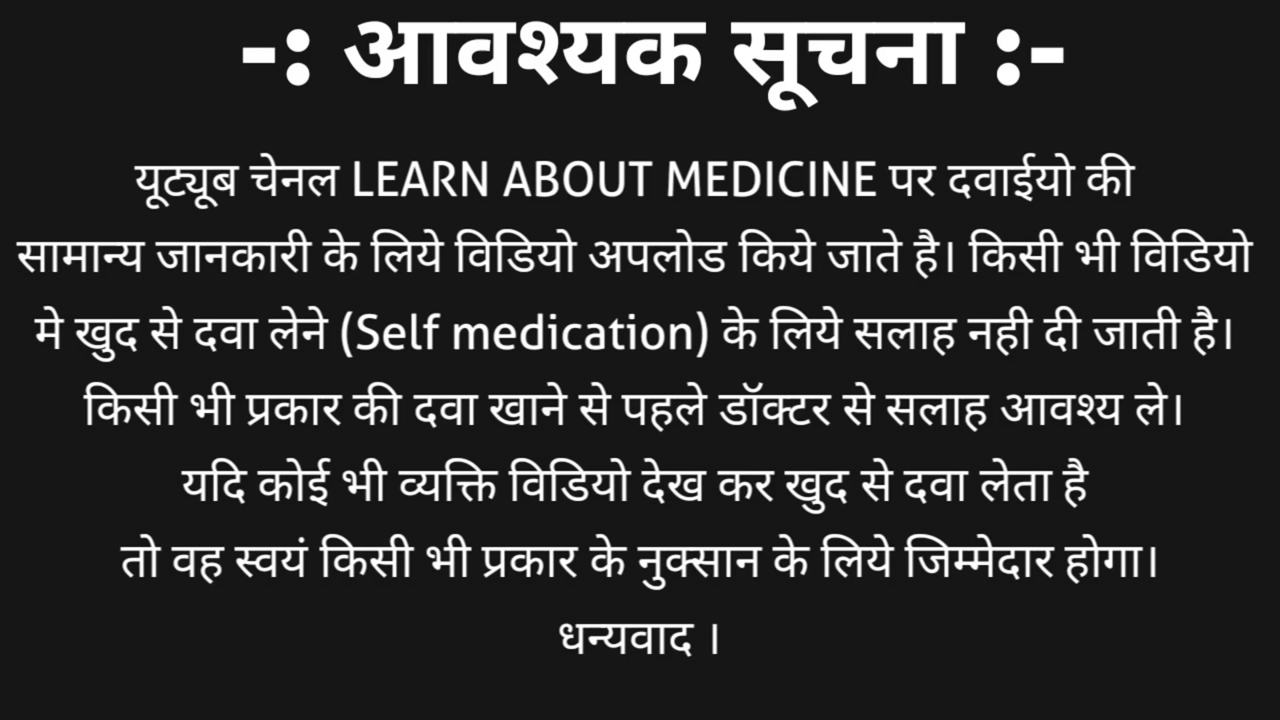 -: आवश्यक सूचना :-
यूट्यूब चेनल LEARN ABOUT MEDICINE पर दवाईयो की
सामान्य जानकारी के लिये विडियो अपलोड किये जाते है। किसी भी विडियो
मे खुद से दवा लेने (Self medication) के लिये सलाह नही दी जाती है।
किसी भी प्रकार की दवा खाने से पहले डॉक्टर से सलाह आवश्य ले।
यदि कोई भी व्यक्ति विडियो देख कर खुद से दवा लेता है
तो वह स्वयं किसी भी प्रकार के नुक्सान के लिये जिम्मेदार होगा।
धन्यवाद ।